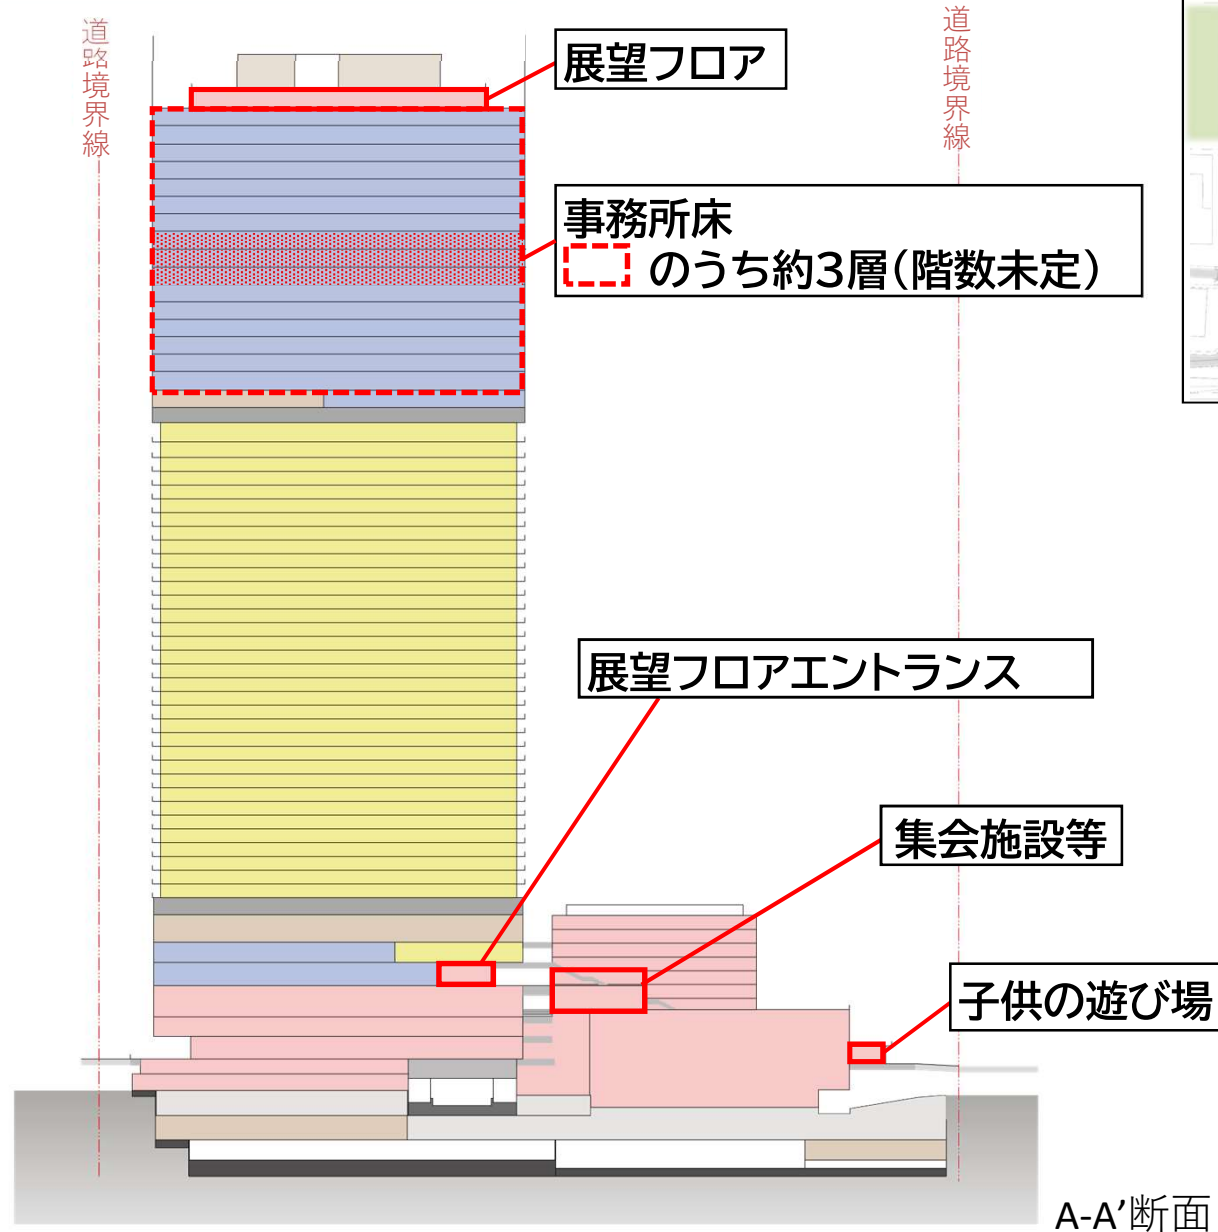 道路境界線
展望フロア
道路境界線
事務所床
のうち約3層(階数未定)
展望フロアエントランス
集会施設等
子供の遊び場
A-A'断面